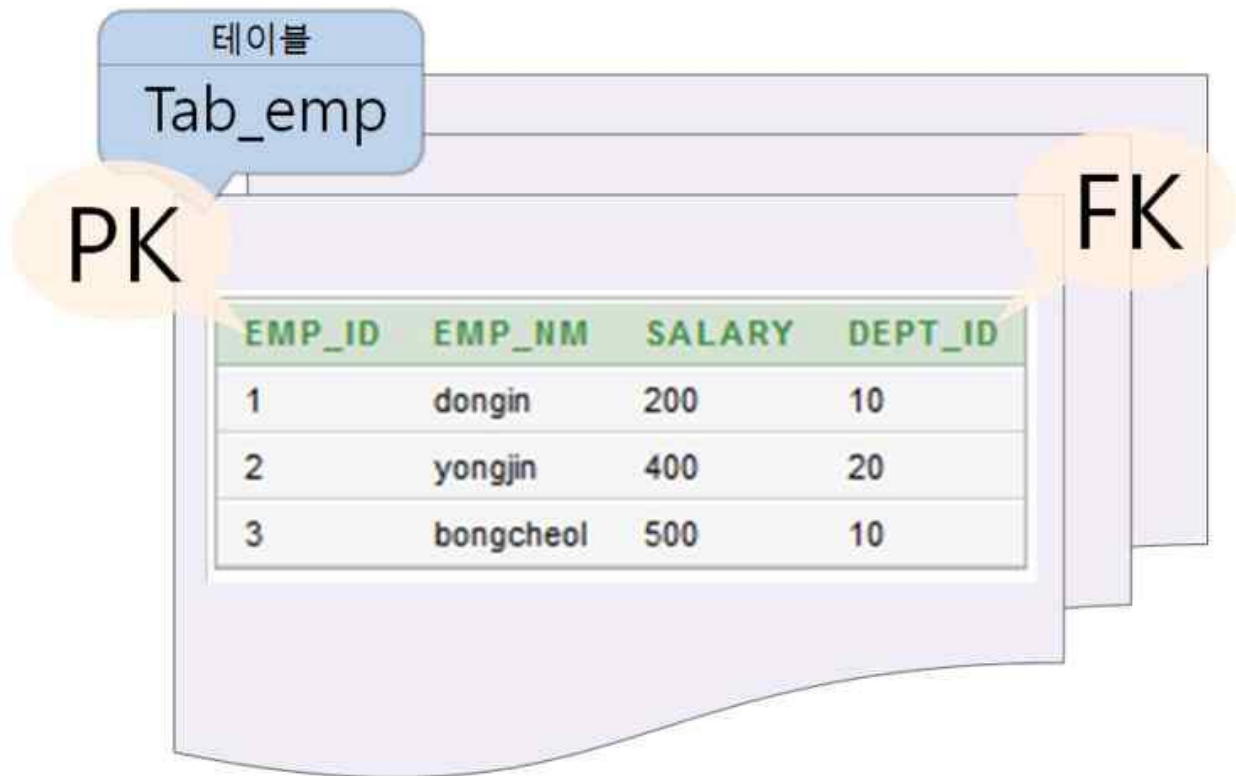 테이블
Tab_emp
PK
FK
EMP_ID EMP_NM SALARY DEPT_ID
1 dongin 200 10
2 yongjin 400 20
3 bongcheol 500 10